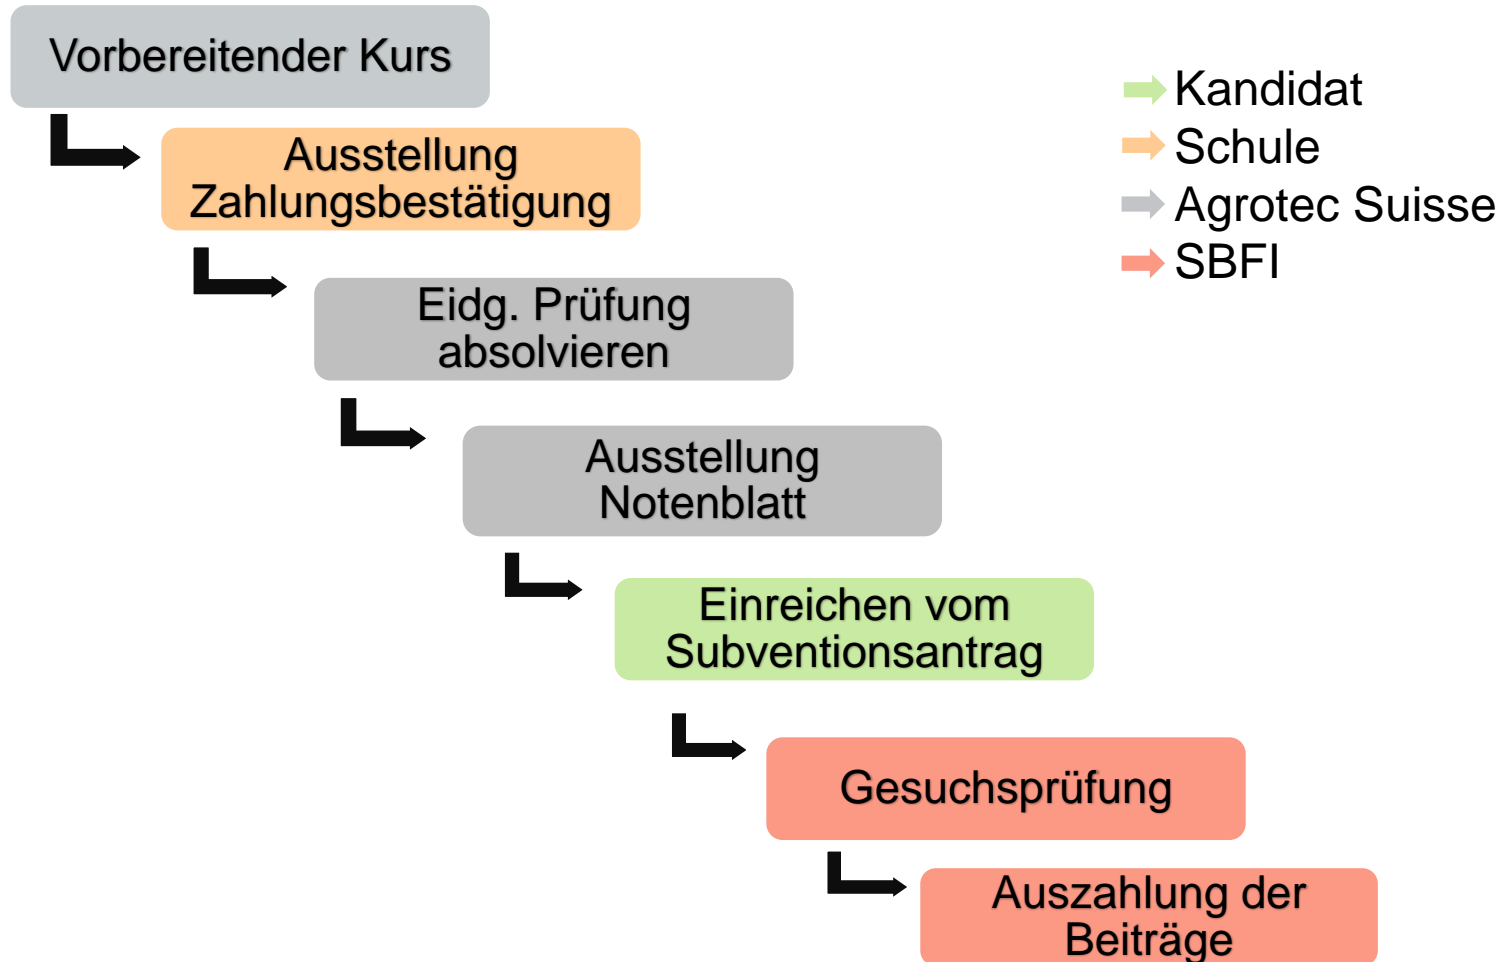 Vorbereitender Kurs
Ausstellung
Zahlungsbestätigung
Eidg. Prüfung
absolvieren
Ausstellung
Notenblatt
Einreichen vom
Subventionsantrag
Gesuchsprüfung
Auszahlung der
Beiträge
Kandidat
Schule
Agrotec Suisse
SBFI